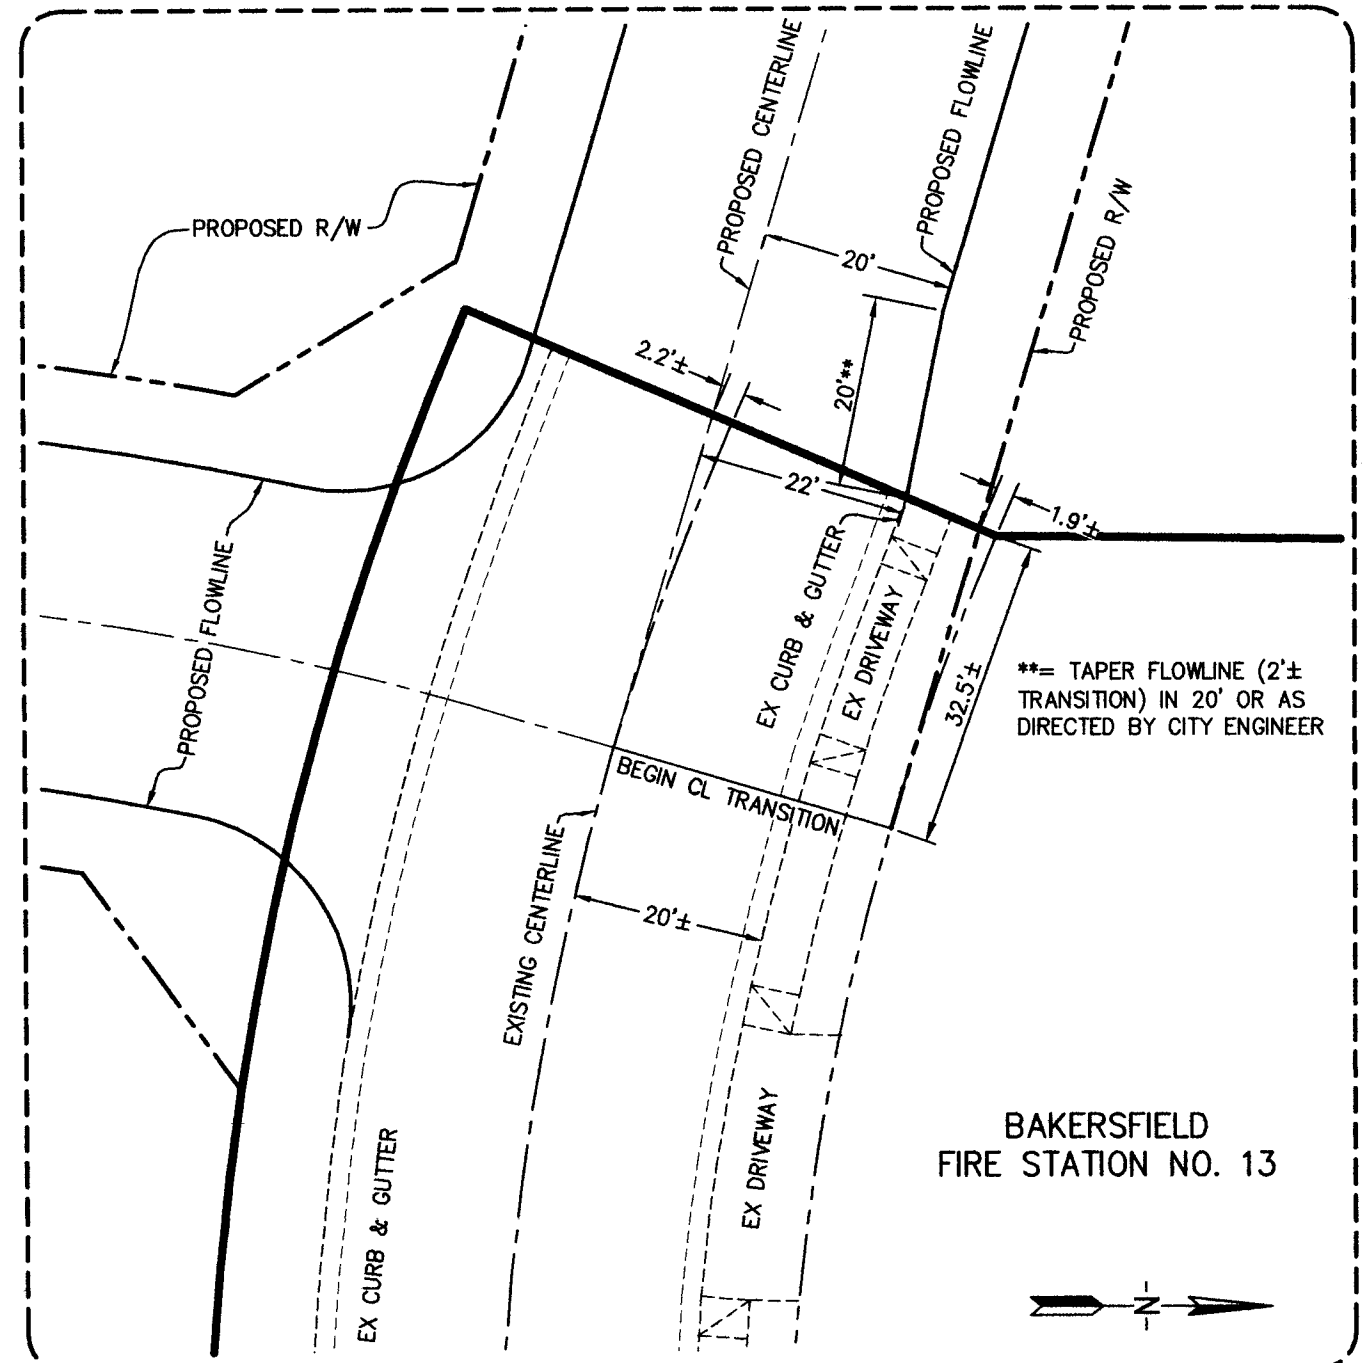 PROPOSED CENTERLINE
PROPOSED FLOWLINE
PROPOSED R/W
PROPOSED R/W
20'
2.2'±
20'**
22'
1.9'±
EX CURB & GUTTER
EX DRIVEWAY
PROPOSED FLOWLINE
32.5'±
**= TAPER FLOWLINE (2'±
TRANSITION) IN 20' OR AS
DIRECTED BY CITY ENGINEER
BEGIN CL TRANSITION
EXISTING CENTERLINE
20'±
EX CURB & GUTTER
EX DRIVEWAY
BAKERSFIELD
FIRE STATION NO. 13
N